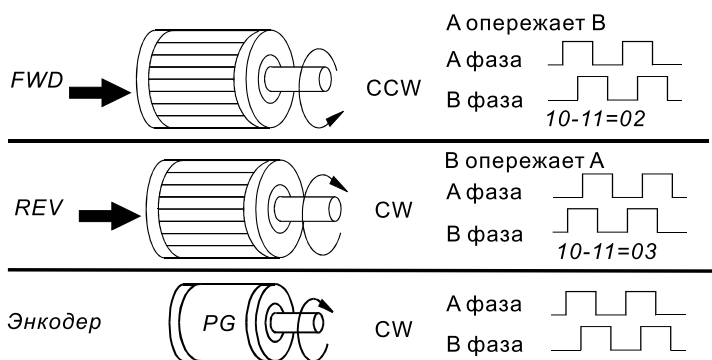 А опережает В
А фаза
FWD
CCW
В фаза
10-11=02
В опережает А
А фаза
REV
CW
В фаза
10-11=03
А фаза
Энкодер
PG
CW
В фаза